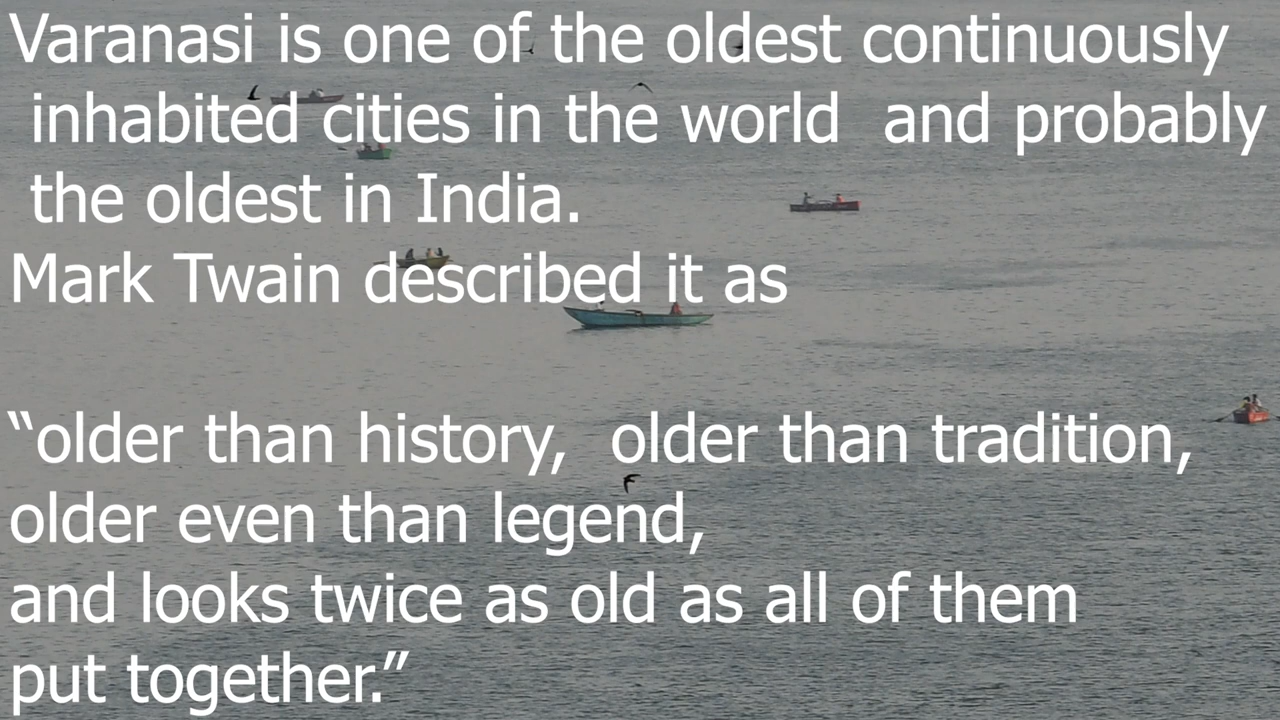 Varanasi is one of the oldest continuously
inhabited cities in the world  and probably
the oldest in India.
Mark Twain described it as
“older than history,  older than tradition,
older even than legend,
and looks twice as old as all of them
put together.”